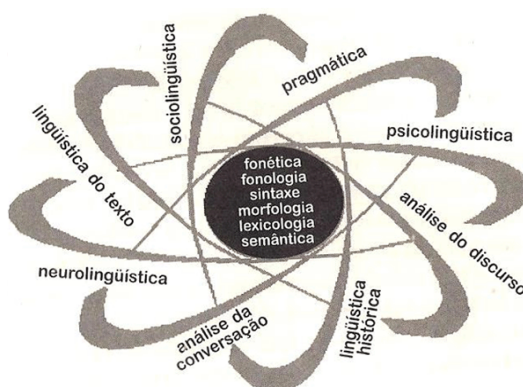 sociolingüística
pragmática
psicolingüística
lingüística do texto
fonética
fonologia
sintaxe
morfologia
lexicologia
semântica
análise do discurso
neurolingüística
análise da
conversação
lingüística
histórica